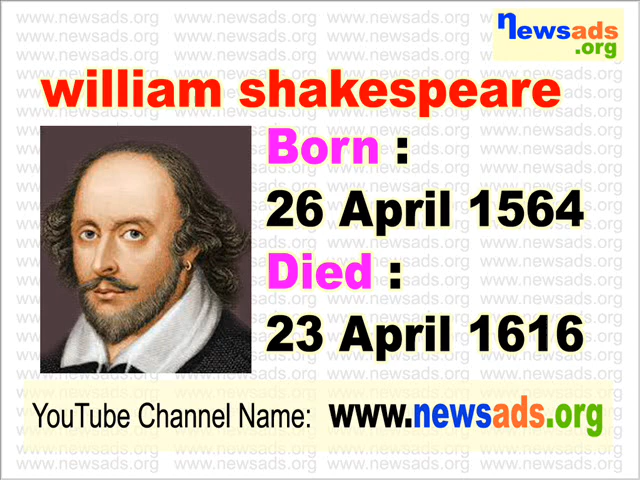 newsads
.org
william shakespeare
Born :
26 April 1564
Died :
23 April 1616
YouTube Channel Name: www.newsads.org